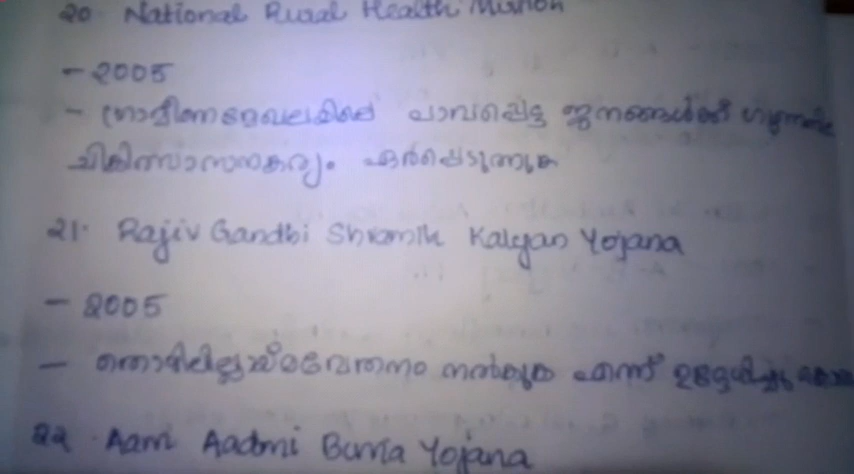 20. National Rural Health Mission
- 2005
- ഗ്രാമീണമേഖലയിലെ പാവപ്പെട്ട ജനങ്ങൾക്ക്
ചികിത്സാസൗകര്യം ഏർപ്പെടുത്തുക
21. Rajiv Gandhi Shramik Kalyan Yojana
- 2005
- തൊഴിലില്ലായ്മവേതനം നൽകുക എന്ന
22. Aam Aadmi Bima Yojana